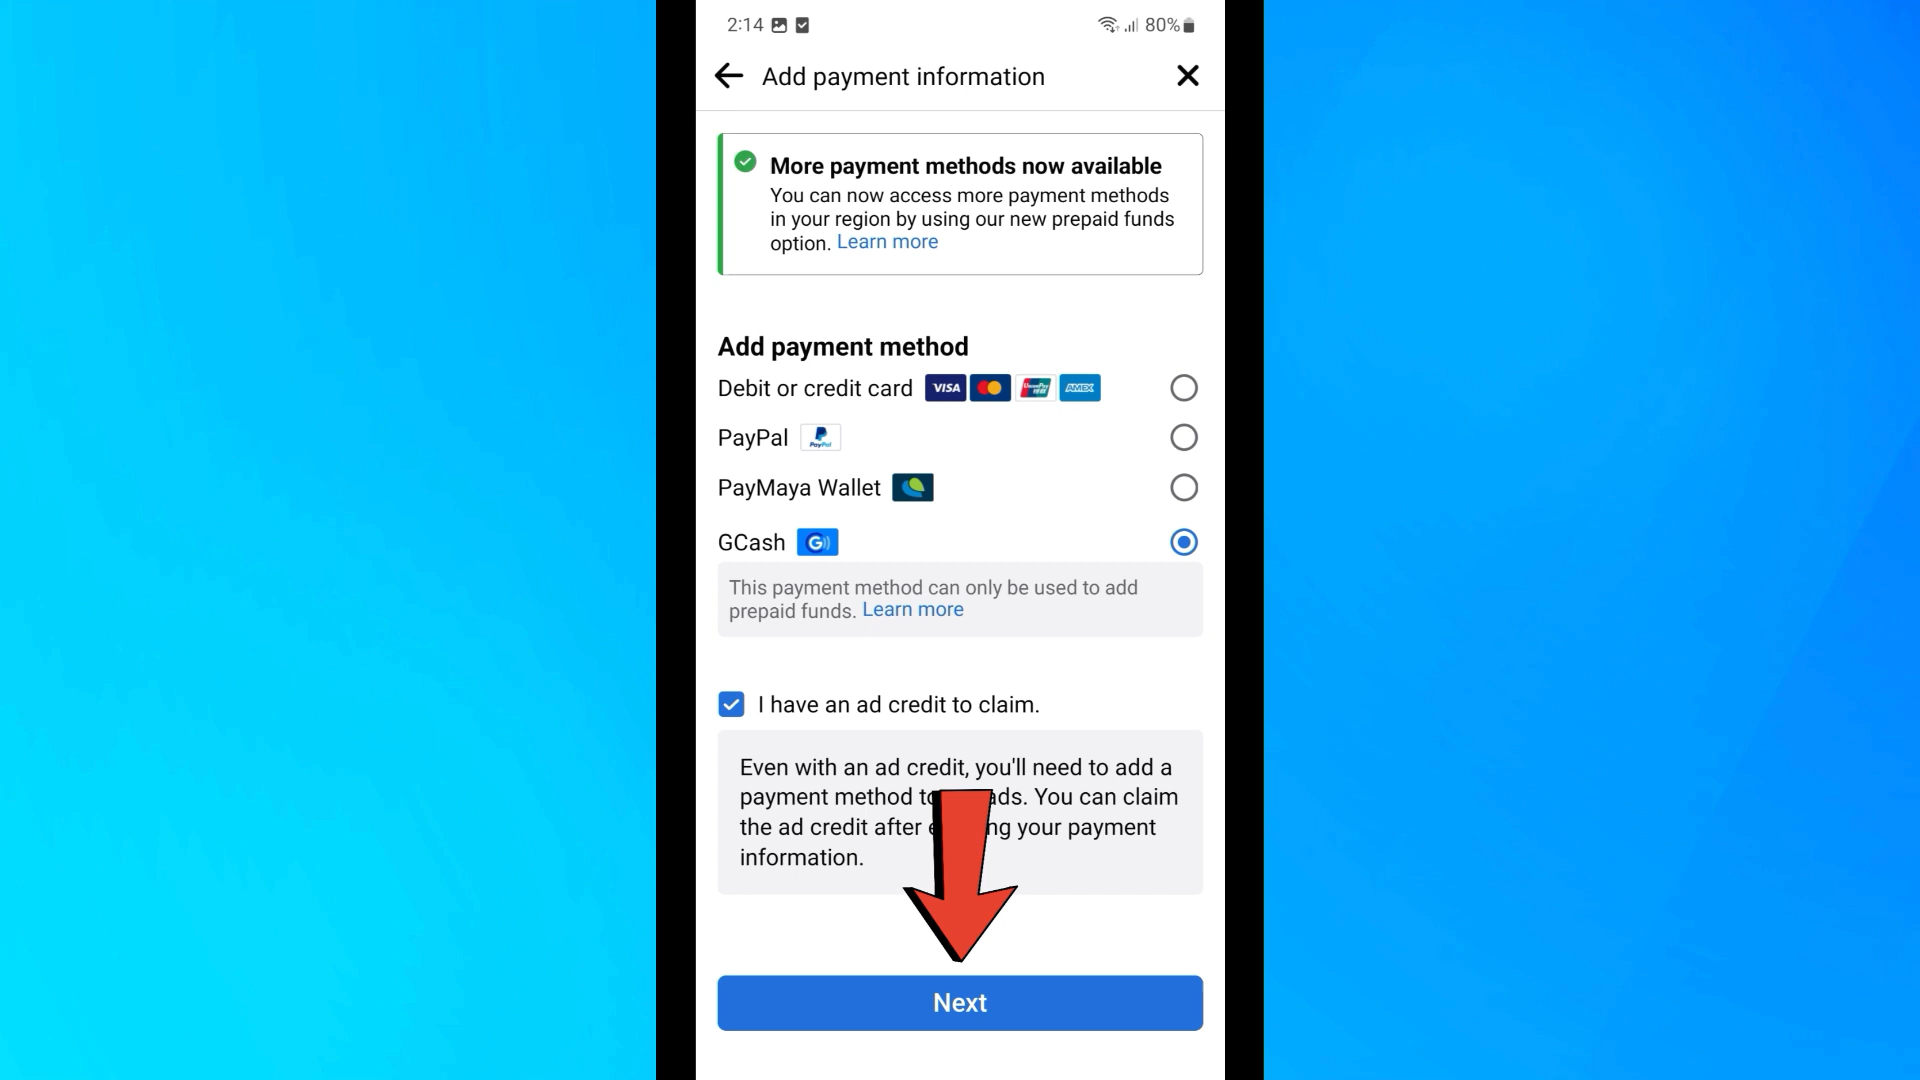 2:14 80%
Add payment information
More payment methods now available
You can now access more payment methods
in your region by using our new prepaid funds
option. Learn more
Add payment method
Debit or credit card VISA UnionPay AMEX
PayPal PayPal
PayMaya Wallet
GCash G
This payment method can only be used to add
prepaid funds. Learn more
I have an ad credit to claim.
Even with an ad credit, you'll need to add a
payment method ads. You can claim
the ad credit after your payment
information.
Next